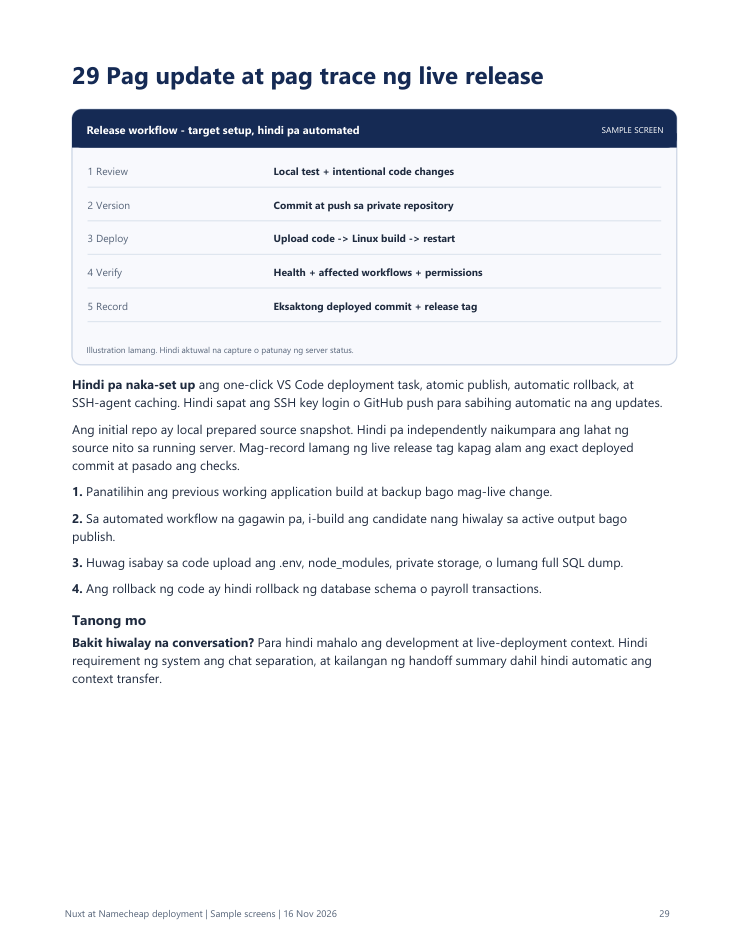 29 Pag update at pag trace ng live release
Release workflow - target setup, hindi pa automated
SAMPLE SCREEN
1 Review
Local test + intentional code changes
2 Version
Commit at push sa private repository
3 Deploy
Upload code -> Linux build -> restart
4 Verify
Health + affected workflows + permissions
5 Record
Eksaktong deployed commit + release tag
Illustration lamang. Hindi aktuwal na capture o patunay ng server status.
Hindi pa naka-set up ang one-click VS Code deployment task, atomic publish, automatic rollback, at
SSH-agent caching. Hindi sapat ang SSH key login o GitHub push para sabihing automatic na ang updates.
Ang initial repo ay local prepared source snapshot. Hindi pa independently naikumpara ang lahat ng
source nito sa running server. Mag-record lamang ng live release tag kapag alam ang exact deployed
commit at pasado ang checks.
1. Panatilihin ang previous working application build at backup bago mag-live change.
2. Sa automated workflow na gagawin pa, i-build ang candidate nang hiwalay sa active output bago
publish.
3. Huwag isabay sa code upload ang .env, node_modules, private storage, o lumang full SQL dump.
4. Ang rollback ng code ay hindi rollback ng database schema o payroll transactions.
Tanong mo
Bakit hiwalay na conversation? Para hindi mahalo ang development at live-deployment context. Hindi
requirement ng system ang chat separation, at kailangan ng handoff summary dahil hindi automatic ang
context transfer.
Nuxt at Namecheap deployment | Sample screens | 16 Nov 2026
29